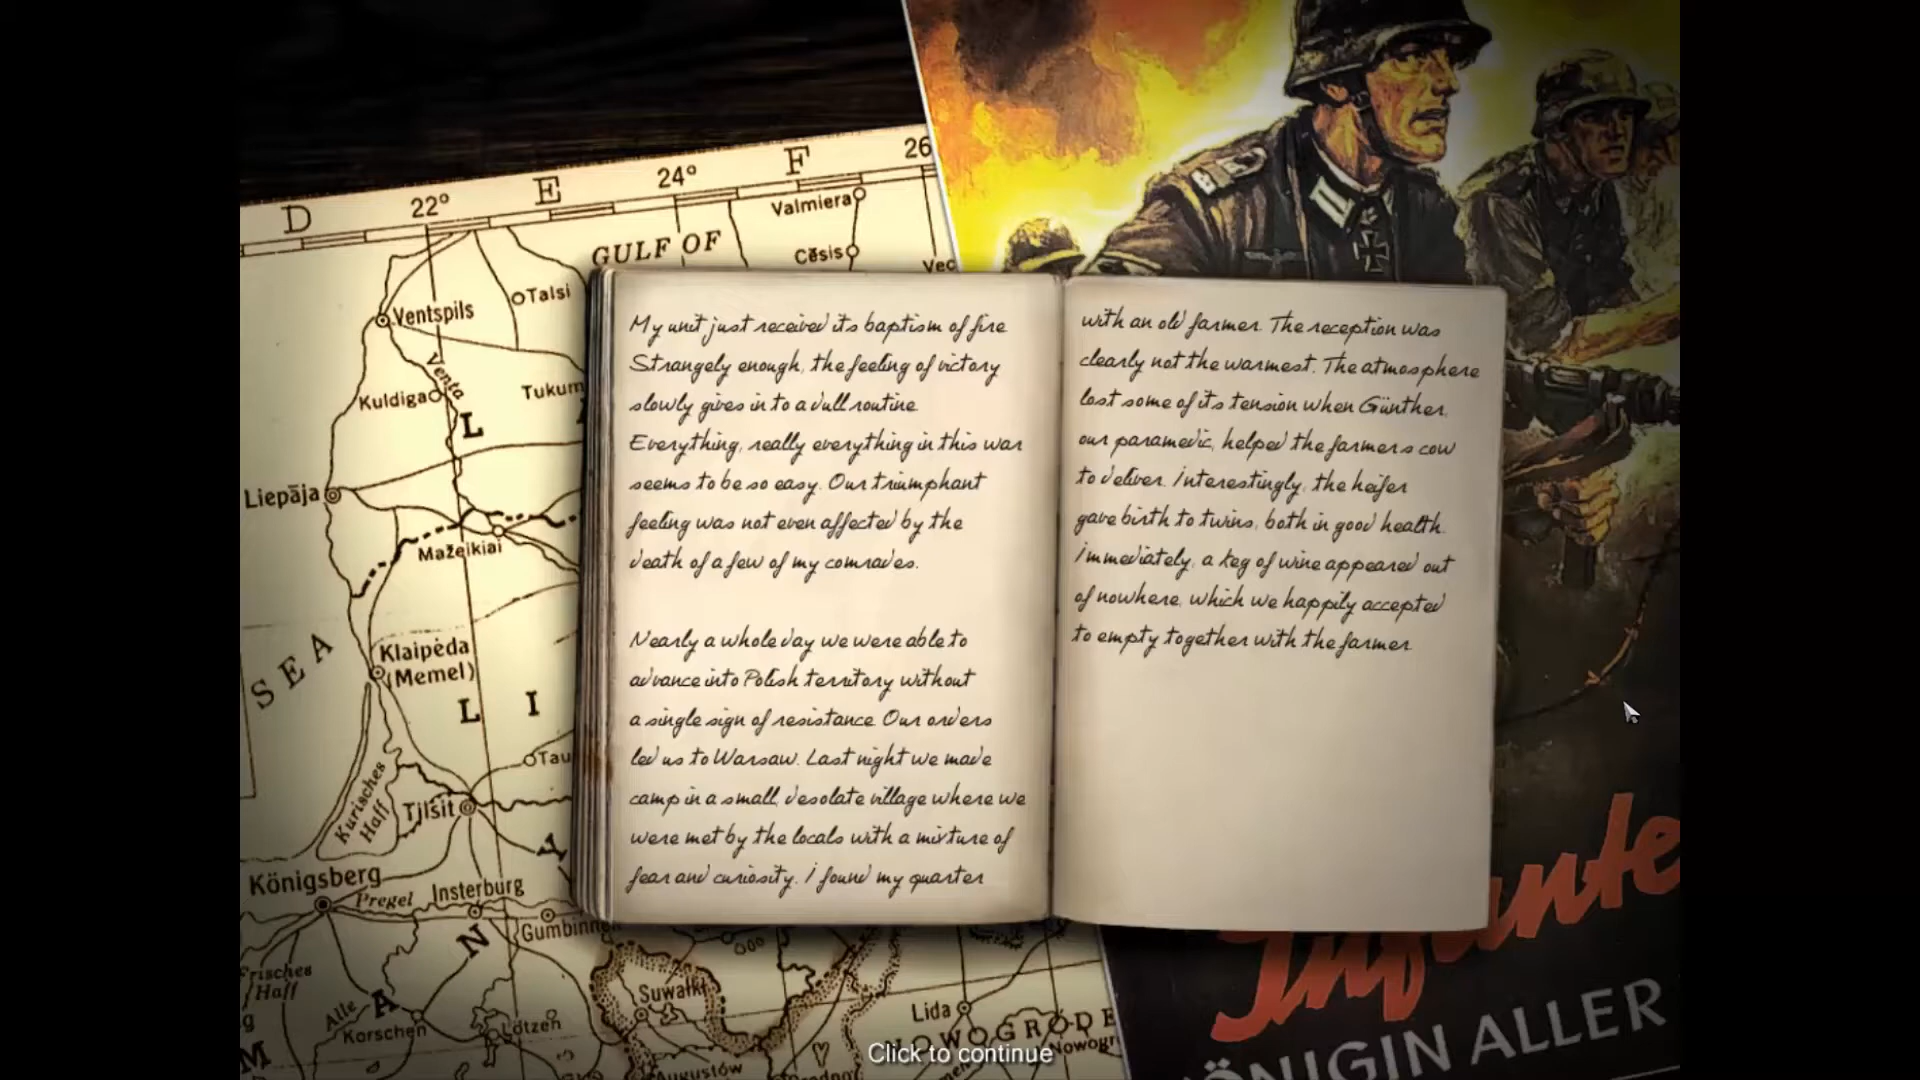 D
22°
E
24°
F
26
Valmiera
GULF OF
Cēsis
Talsi
Ventspils
Venta
Kuldiga
L
Liepāja
Mažeikiai
SEA
Klaipėda
(Memel)
L I
Kurisches
Haff
Tilsit
Y
Königsberg
Pregel
Insterburg
N
Frisches
Haff
Alle
A
Korschen
Lötzen
Suwałki
Lida
M
My unit just received its baptism of fire
Strangely enough, the feeling of victory
slowly gives in to a dull routine.
Everything, really everything in this war
seems to be so easy. Our triumphant
feeling was not even affected by the
death of a few of my comrades.
Nearly a whole day we were able to
advance into Polish territory without
a single sign of resistance. Our orders
led us to Warsaw. Last night we made
camp in a small, desolate village where we
were met by the locals with a mixture of
fear and curiosity. I found my quarter
with an old farmer. The reception was
clearly not the warmest. The atmosphere
lost some of its tension when Günther,
our paramedic, helped the farmers cow
to deliver. Interestingly, the heifer
gave birth to twins, both in good health.
Immediately, a keg of wine appeared out
of nowhere, which we happily accepted
to empty together with the farmer.
KÖNIGIN ALLER
Click to continue